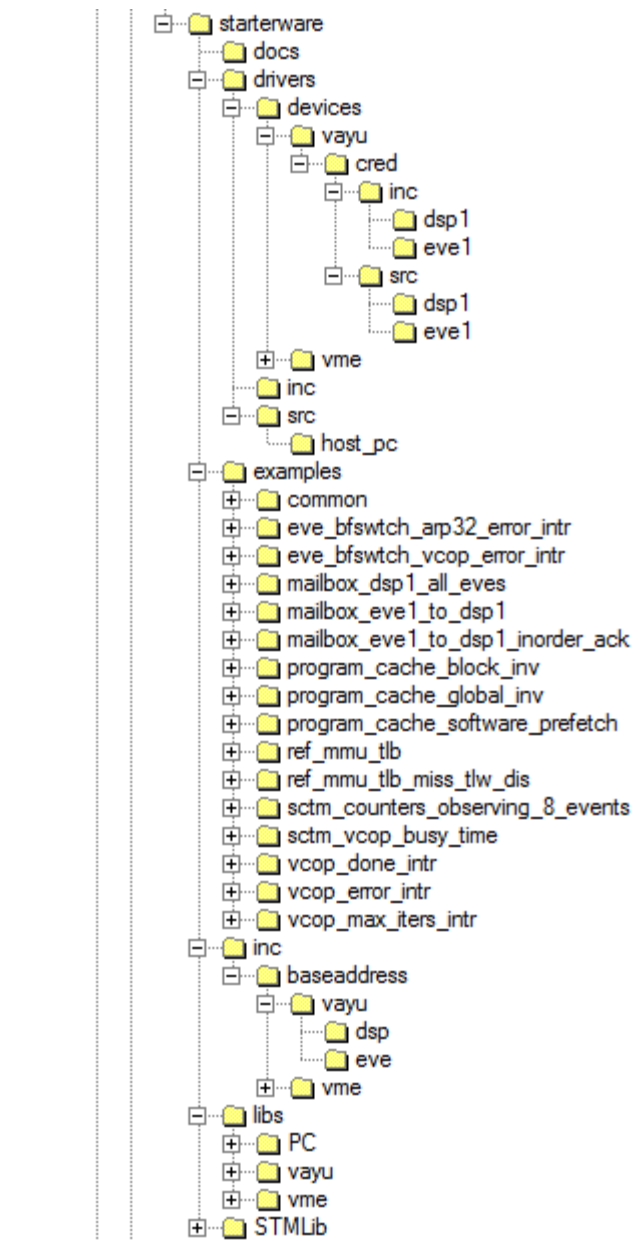 starterware
docs
drivers
devices
vayu
cred
inc
dsp1
eve1
src
dsp1
eve1
vme
inc
src
host_pc
examples
common
eve_bfswtch_arp32_error_intr
eve_bfswtch_vcop_error_intr
mailbox_dsp1_all_eves
mailbox_eve1_to_dsp1
mailbox_eve1_to_dsp1_inorder_ack
program_cache_block_inv
program_cache_global_inv
program_cache_software_prefetch
ref_mmu_tlb
ref_mmu_tlb_miss_tlw_dis
sctm_counters_observing_8_events
sctm_vcop_busy_time
vcop_done_intr
vcop_error_intr
vcop_max_iters_intr
inc
baseaddress
vayu
dsp
eve
vme
libs
PC
vayu
vme
STMLib